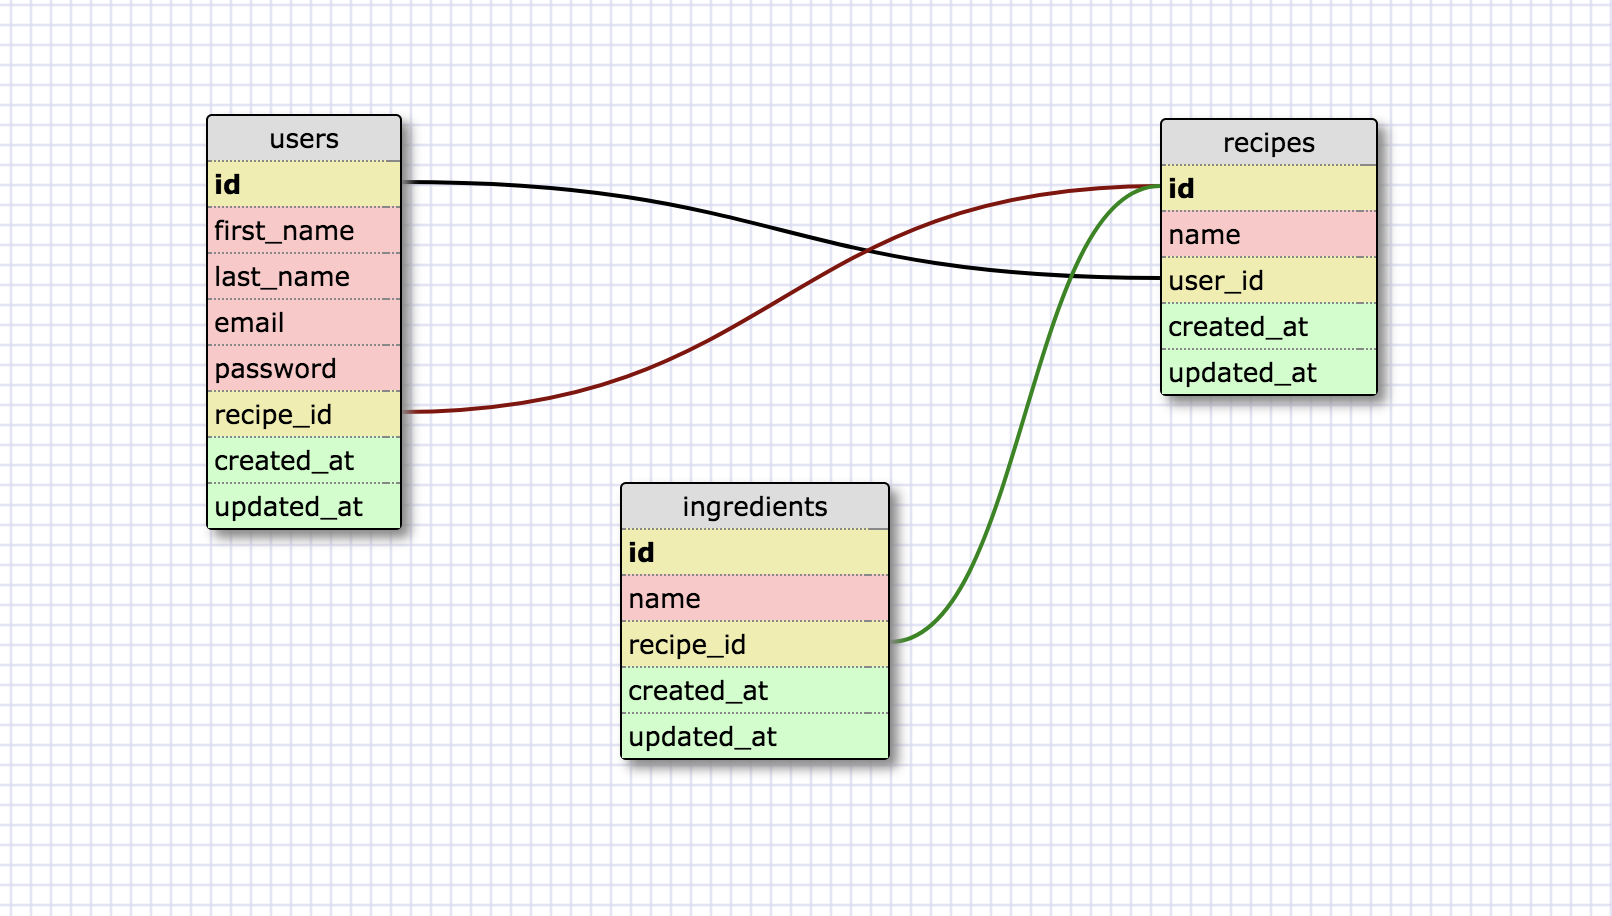 users
id
first_name
last_name
email
password
recipe_id
created_at
updated_at
recipes
id
name
user_id
created_at
updated_at
ingredients
id
name
recipe_id
created_at
updated_at